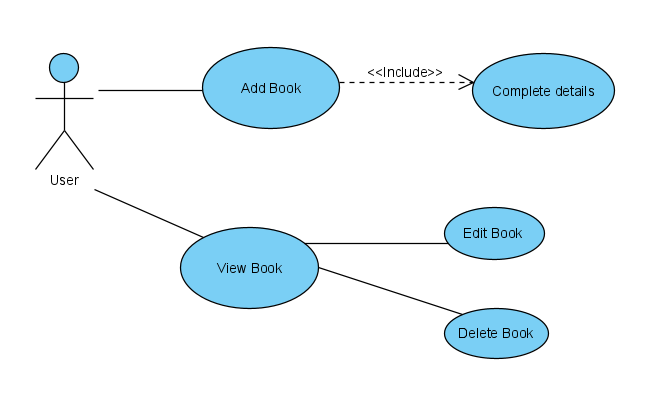 <<Include>>
Add Book
Complete details
User
Edit Book
View Book
Delete Book